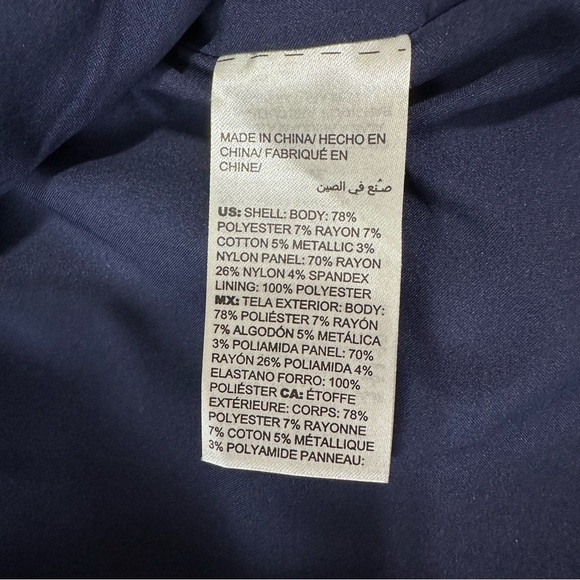 MADE IN CHINA/ HECHO EN
CHINA/ FABRIQUÉ EN
CHINE/
صُنع في الصين
US: SHELL: BODY: 78%
POLYESTER 7% RAYON 7%
COTTON 5% METALLIC 3%
NYLON PANEL: 70% RAYON
26% NYLON 4% SPANDEX
LINING: 100% POLYESTER
MX: TELA EXTERIOR: BODY:
78% POLIÉSTER 7% RAYÓN
7% ALGODÓN 5% METÁLICA
3% POLIAMIDA PANEL: 70%
RAYÓN 26% POLIAMIDA 4%
ELASTANO FORRO: 100%
POLIÉSTER CA: ÉTOFFE
EXTÉRIEURE: CORPS: 78%
POLYESTER 7% RAYONNE
7% COTON 5% MÉTALLIQUE
3% POLYAMIDE PANNEAU: